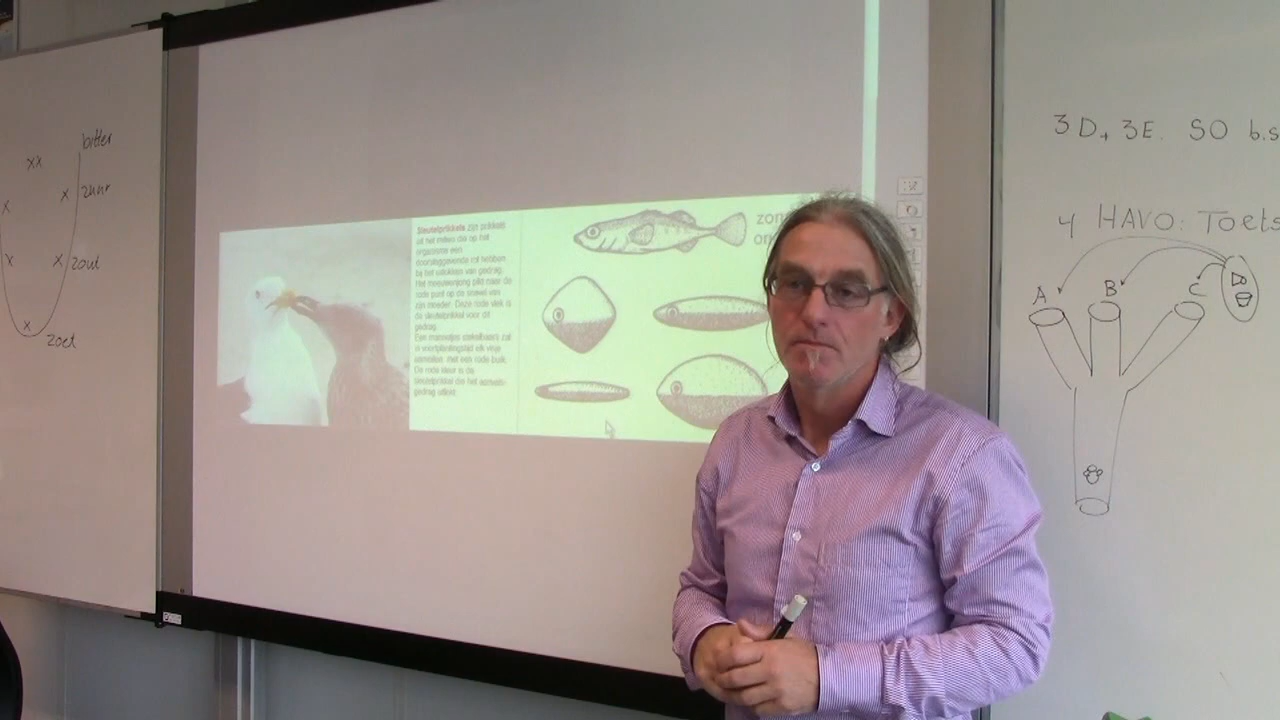 bitter
xx
x
x
zuur
x
x
zout
x
zoet
Sleutelprikkels zijn prikkels
uit het milieu die op het
organisme een
doorslaggevende rol hebben
bij het uitlokken van gedrag.
Het meeuwenjong pikt naar de
rode punt op de snavel van
zijn moeder. Deze rode vlek is
de sleutelprikkel voor dit
gedrag.
Een mannetjes stekelbaars zal
in voortplantingstijd elk visje
aanvallen met een rode buik.
De rode kleur is de
sleutelprikkel die het aanvals-
gedrag uitlokt.
3D, 3E. SO b.s
4 HAVO: Toets
A
B
C